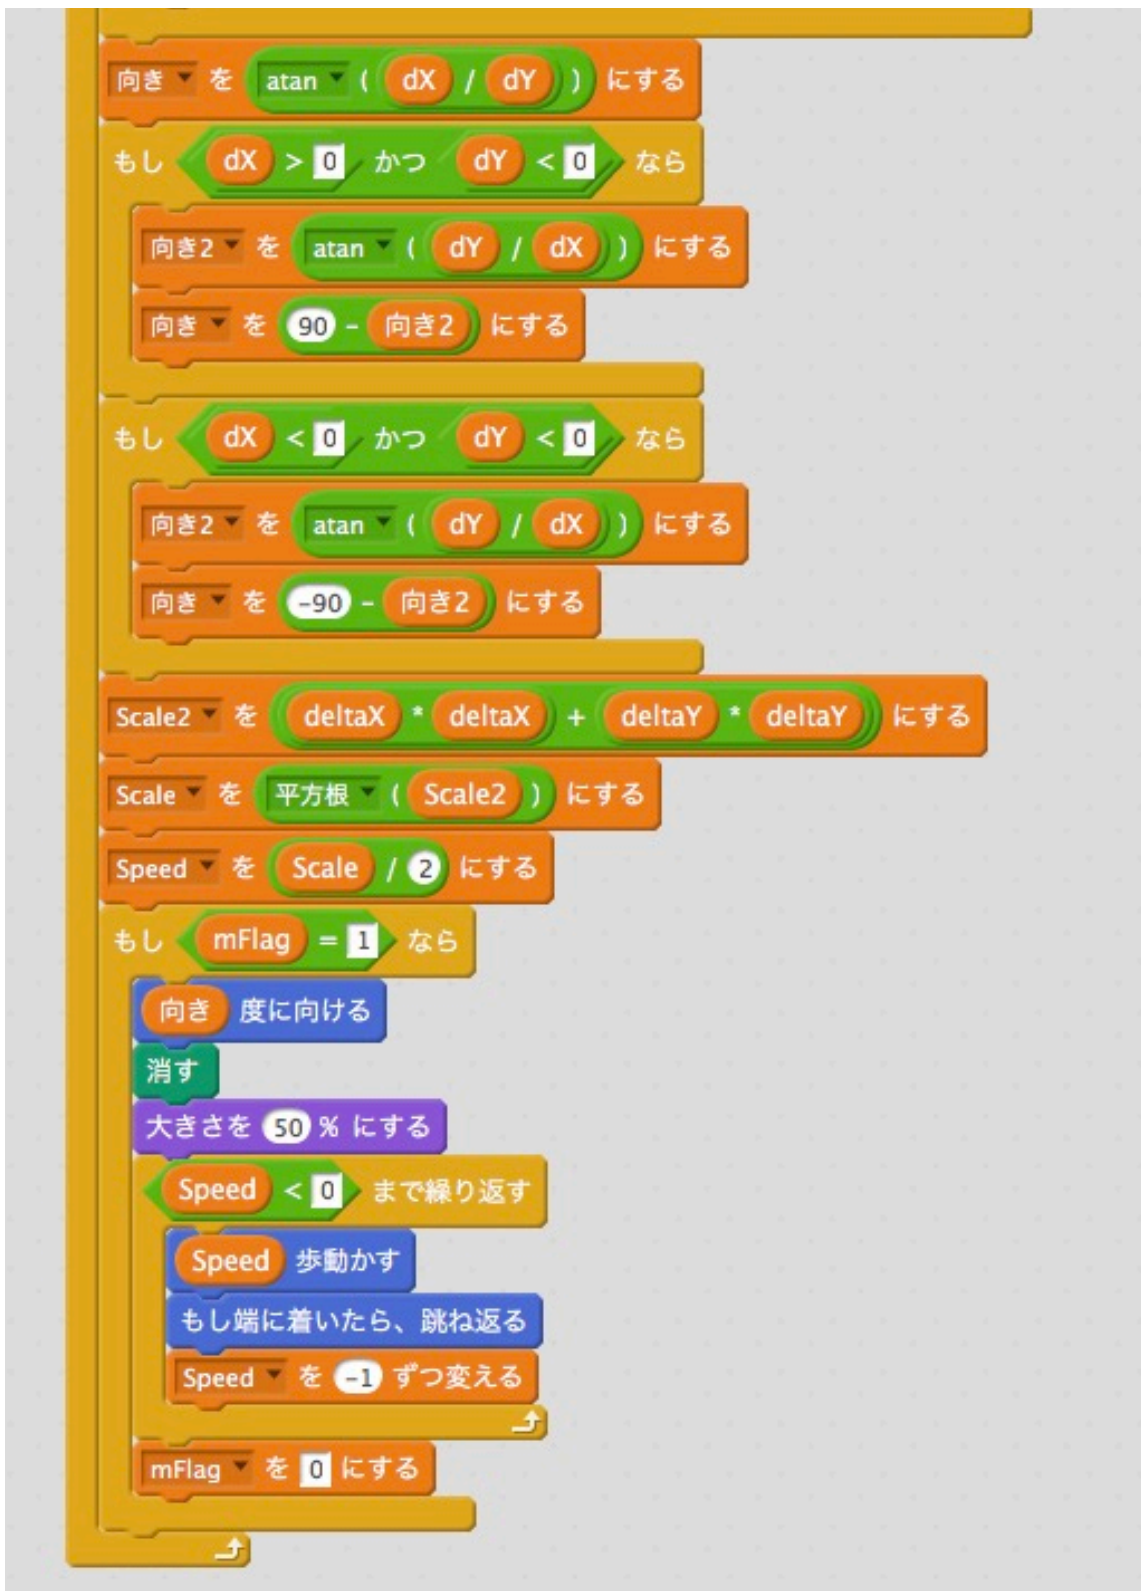 向き を atan ( dX / dY ) にする
もし dX > 0 かつ dY < 0 なら
向き2 を atan ( dY / dX ) にする
向き を 90 - 向き2 にする
もし dX < 0 かつ dY < 0 なら
向き2 を atan ( dY / dX ) にする
向き を -90 - 向き2 にする
Scale2 を deltaX * deltaX + deltaY * deltaY にする
Scale を 平方根 ( Scale2 ) にする
Speed を Scale / 2 にする
もし mFlag = 1 なら
向き 度に向ける
消す
大きさを 50 % にする
Speed < 0 まで繰り返す
Speed 歩動かす
もし端に着いたら、跳ね返る
Speed を -1 ずつ変える
mFlag を 0 にする